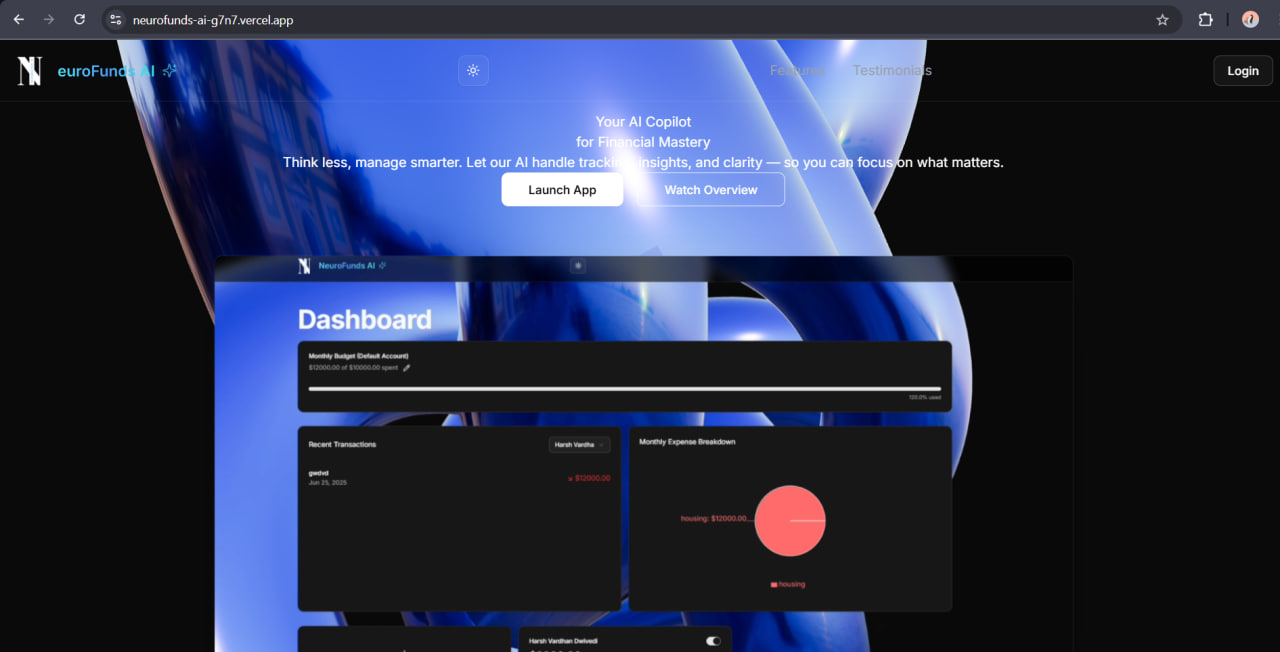 neurofunds-ai-g7n7.vercel.app
N euroFunds AI
Features
Testimonials
Login
Your AI Copilot
for Financial Mastery
Think less, manage smarter. Let our AI handle tracking, insights, and clarity — so you can focus on what matters.
Launch App
Watch Overview
N NeuroFunds AI
Dashboard
Monthly Budget (Default Account)
$12000.00 of $10000.00 spent
120.0% used
Recent Transactions
Harsh Vardha
gwdvd
Jun 25, 2025
$12000.00
Monthly Expense Breakdown
housing: $12000.00...
housing
Harsh Vardhan Dwivedi